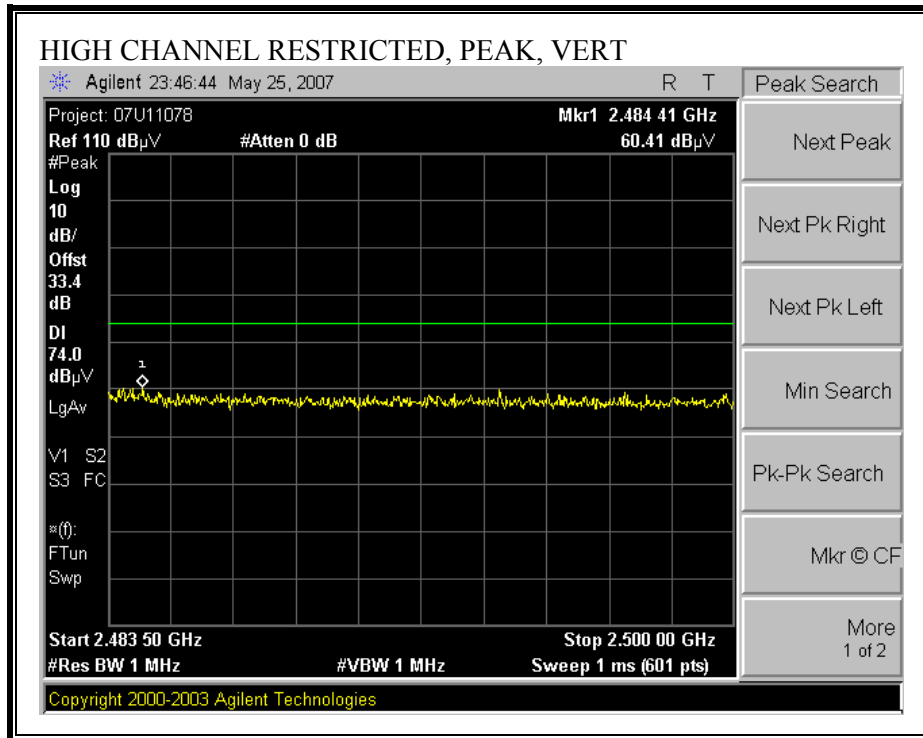 HIGH CHANNEL RESTRICTED, PEAK, VERT
Agilent 23:46:44 May 25, 2007 R T
Peak Search
Project: 07U11078 Mkr1 2.484 41 GHz
Ref 110 dBµV #Atten 0 dB 60.41 dBµV
#Peak
Log
10
dB/
Offst
33.4
dB
DI
74.0
dBµV
LgAv
V1 S2
S3 FC
¤(f):
FTun
Swp
1
Start 2.483 50 GHz Stop 2.500 00 GHz
#Res BW 1 MHz #VBW 1 MHz Sweep 1 ms (601 pts)
Copyright 2000-2003 Agilent Technologies
Next Peak
Next Pk Right
Next Pk Left
Min Search
Pk-Pk Search
Mkr © CF
More
1 of 2